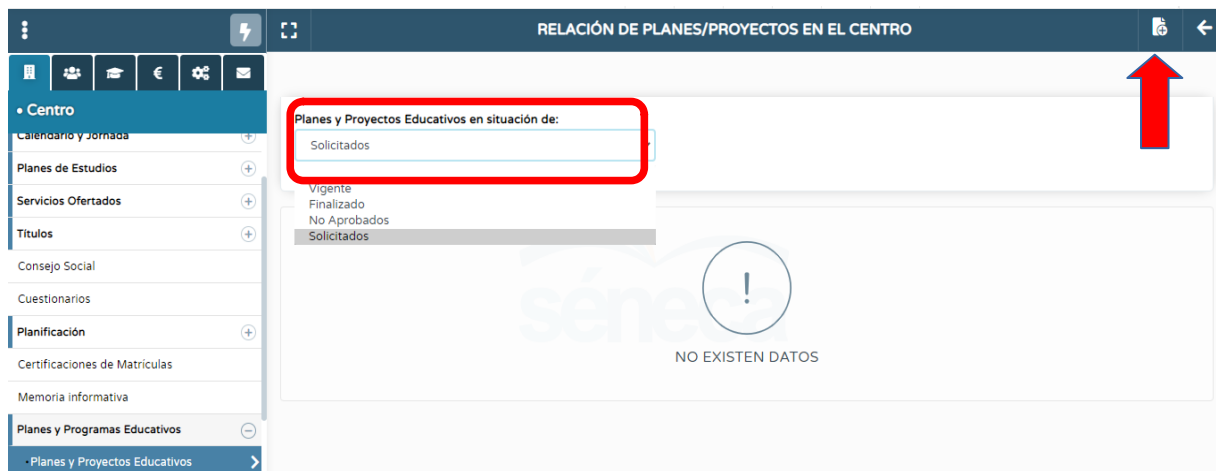 RELACIÓN DE PLANES/PROYECTOS EN EL CENTRO
€
• Centro
Calendario y Jornada
Planes de Estudios
Servicios Ofertados
Títulos
Consejo Social
Cuestionarios
Planificación
Certificaciones de Matrículas
Memoria informativa
Planes y Programas Educativos
·Planes y Proyectos Educativos
Planes y Proyectos Educativos en situación de:
Solicitados
Vigente
Finalizado
No Aprobados
Solicitados
séneca
!
NO EXISTEN DATOS